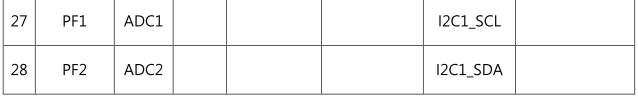 27 PF1 ADC1 I2C1_SCL
28 PF2 ADC2 I2C1_SDA